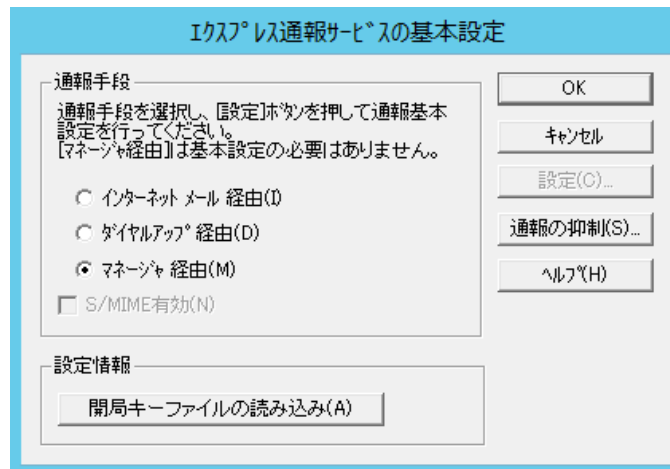 ｴｸｽﾌﾟﾚｽ通報ｻｰﾋﾞｽの基本設定
通報手段
通報手段を選択し、[設定]ﾎﾞﾀﾝを押して通報基本
設定を行ってください。
[ﾏﾈｰｼﾞｬ経由]は基本設定の必要はありません。
ｲﾝﾀｰﾈｯﾄ ﾒｰﾙ 経由(I)
ﾀﾞｲﾔﾙｱｯﾌﾟ 経由(D)
ﾏﾈｰｼﾞｬ 経由(M)
S/MIME有効(N)
OK
ｷｬﾝｾﾙ
設定(C)...
通報の抑制(S)...
ﾍﾙﾌﾟ(H)
設定情報
開局キーファイルの読み込み(A)